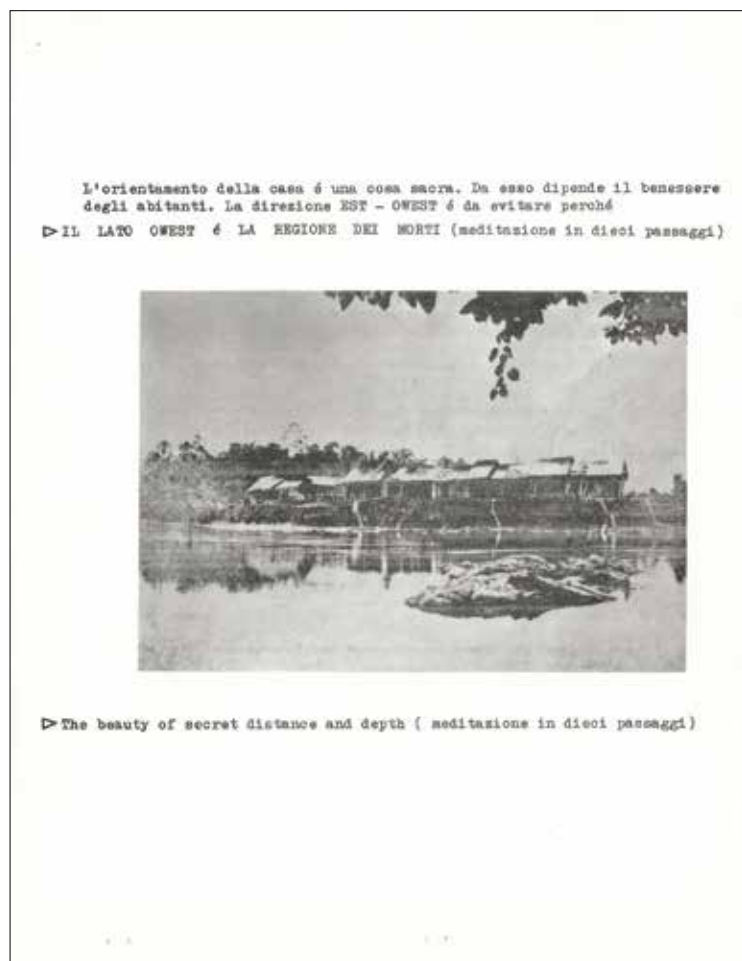 L'orientamento della casa é una cosa sacra. Da esso dipende il benessere
degli abitanti. La direzione EST - OWEST é da evitare perché
▷IL LATO OWEST é LA REGIONE DEI MORTI (meditazione in dieci passaggi)
▷The beauty of secret distance and depth ( meditazione in dieci passaggi)